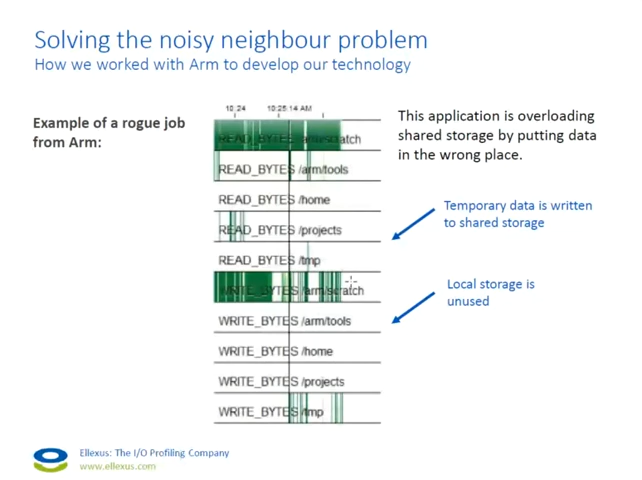 Solving the noisy neighbour problem
How we worked with Arm to develop our technology
Example of a rogue job
from Arm:
10:24 10:25:14 AM
READ_BYTES /arm/scratch
READ_BYTES /arm/tools
READ_BYTES /home
READ_BYTES /projects
READ_BYTES /tmp
WRITE_BYTES /arm/scratch
WRITE_BYTES /arm/tools
WRITE_BYTES /home
WRITE_BYTES /projects
WRITE_BYTES /tmp
This application is overloading
shared storage by putting data
in the wrong place.
Temporary data is written
to shared storage
Local storage is
unused
Ellexus: The I/O Profiling Company
www.ellexus.com